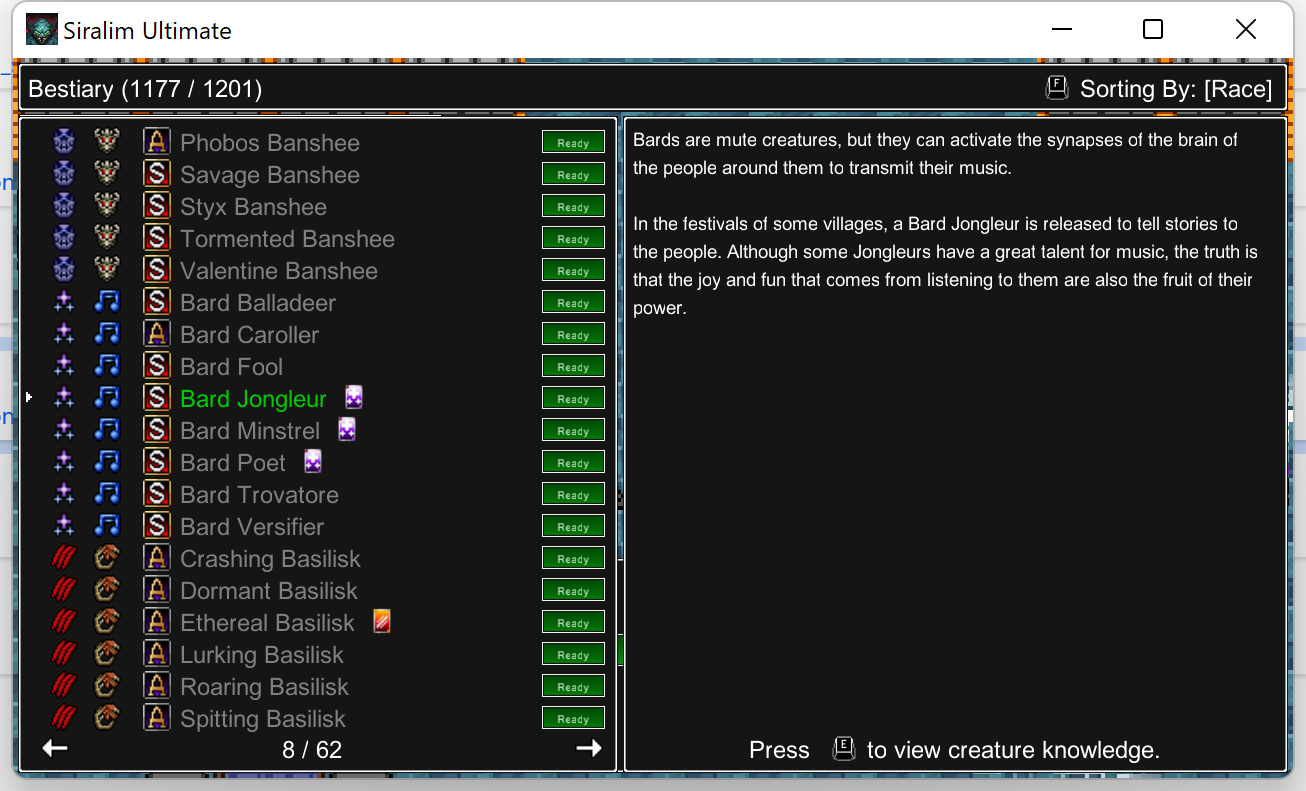 Siralim Ultimate
Bestiary (1177 / 1201)
F Sorting By: [Race]
A Phobos Banshee Ready
S Savage Banshee Ready
S Styx Banshee Ready
S Tormented Banshee Ready
S Valentine Banshee Ready
S Bard Balladeer Ready
A Bard Caroller Ready
S Bard Fool Ready
S Bard Jongleur Ready
S Bard Minstrel Ready
S Bard Poet Ready
S Bard Trovatore Ready
S Bard Versifier Ready
A Crashing Basilisk Ready
A Dormant Basilisk Ready
A Ethereal Basilisk Ready
A Lurking Basilisk Ready
A Roaring Basilisk Ready
A Spitting Basilisk Ready
8 / 62
Bards are mute creatures, but they can activate the synapses of the brain of
the people around them to transmit their music.
In the festivals of some villages, a Bard Jongleur is released to tell stories to
the people. Although some Jongleurs have a great talent for music, the truth is
that the joy and fun that comes from listening to them are also the fruit of their
power.
Press E to view creature knowledge.